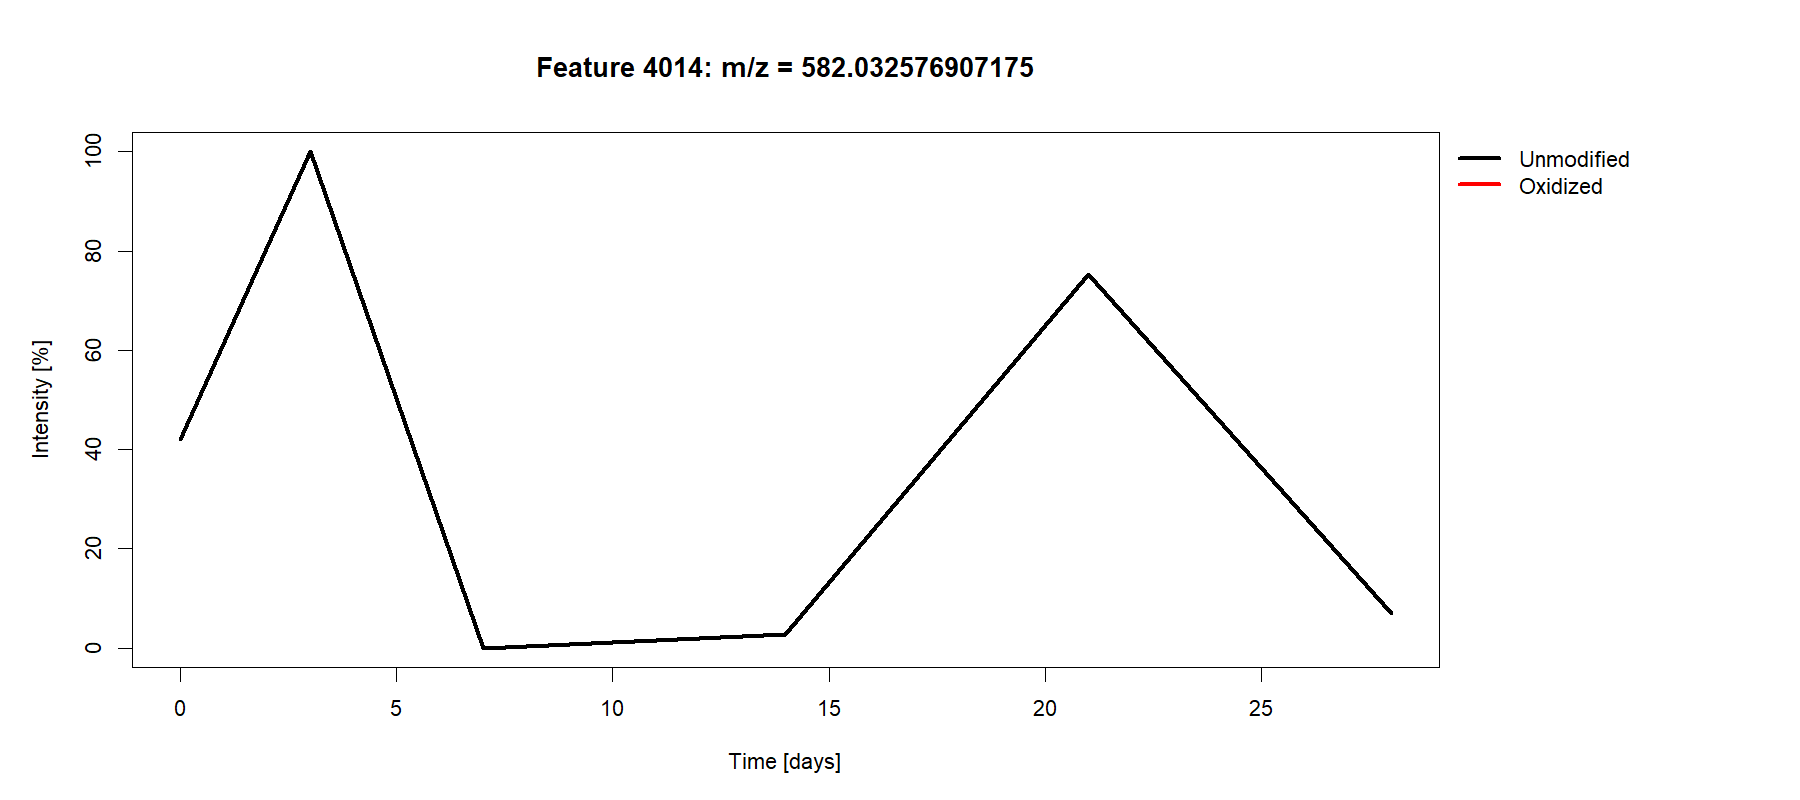 Feature 4014: m/z = 582.032576907175
Unmodified
Oxidized
Intensity [%]
100
80
60
40
20
0
0 5 10 15 20 25
Time [days]